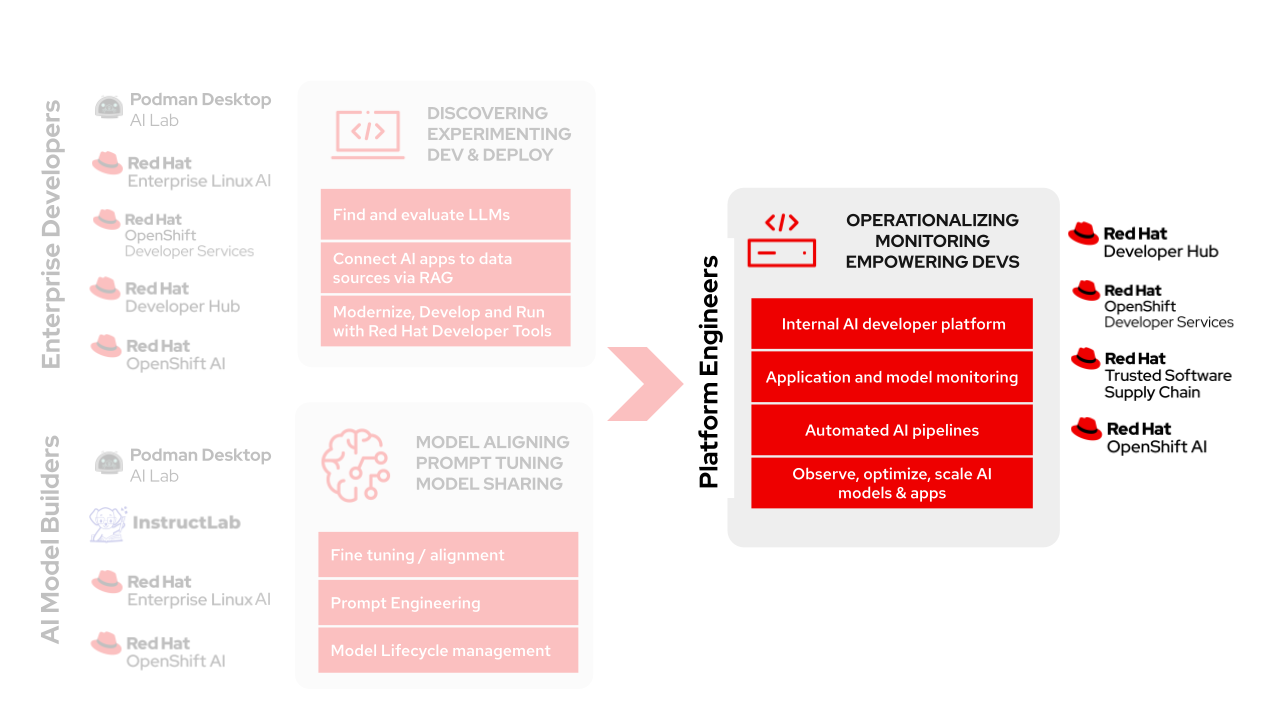 Enterprise Developers
Podman Desktop
AI Lab
Red Hat
Enterprise Linux AI
Red Hat
OpenShift
Developer Services
Red Hat
Developer Hub
Red Hat
OpenShift AI
DISCOVERING
EXPERIMENTING
DEV & DEPLOY
Find and evaluate LLMs
Connect AI apps to data
sources via RAG
Modernize, Develop and Run
with Red Hat Developer Tools
AI Model Builders
Podman Desktop
AI Lab
InstructLab
Red Hat
Enterprise Linux AI
Red Hat
OpenShift AI
MODEL ALIGNING
PROMPT TUNING
MODEL SHARING
Fine tuning / alignment
Prompt Engineering
Model Lifecycle management
Platform Engineers
OPERATIONALIZING
MONITORING
EMPOWERING DEVS
Internal AI developer platform
Application and model monitoring
Automated AI pipelines
Observe, optimize, scale AI
models & apps
Red Hat
Developer Hub
Red Hat
OpenShift
Developer Services
Red Hat
Trusted Software
Supply Chain
Red Hat
OpenShift AI